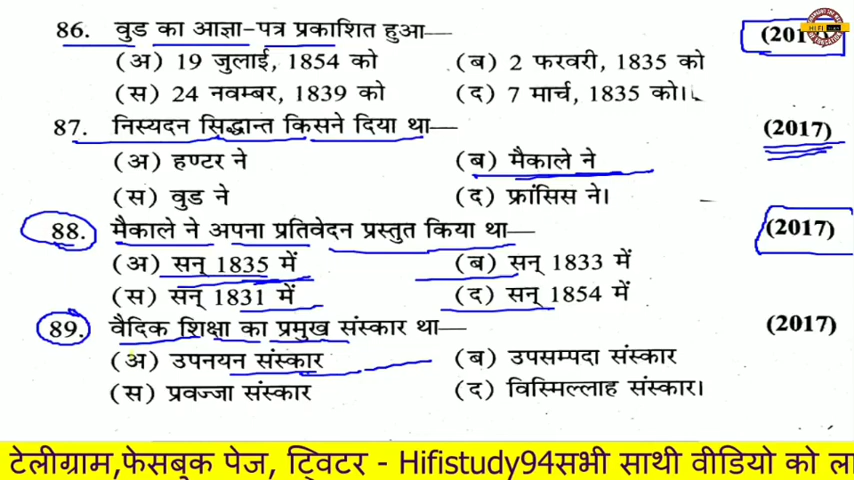 86. वुड का आज्ञा-पत्र प्रकाशित हुआ—
(अ) 19 जुलाई, 1854 को (ब) 2 फरवरी, 1835 को
(स) 24 नवम्बर, 1839 को (द) 7 मार्च, 1835 को।
87. निस्यदन सिद्धान्त किसने दिया था— (2017)
(अ) हण्टर ने (ब) मैकाले ने
(स) वुड ने (द) फ्रांसिस ने।
88. मैकाले ने अपना प्रतिवेदन प्रस्तुत किया था— (2017)
(अ) सन् 1835 में (ब) सन् 1833 में
(स) सन् 1831 में (द) सन् 1854 में
89. वैदिक शिक्षा का प्रमुख संस्कार था— (2017)
(अ) उपनयन संस्कार (ब) उपसम्पदा संस्कार
(स) प्रवज्जा संस्कार (द) विस्मिल्लाह संस्कार।
टेलीग्राम,फेसबुक पेज, ट्विटर - Hifistudy94सभी साथी वीडियो को ला